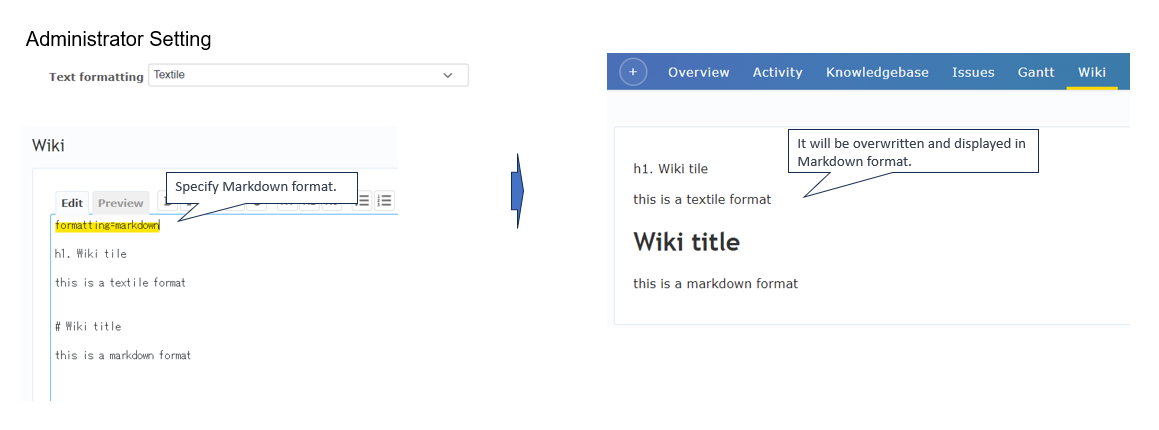 Administrator Setting
Text formatting Textile
Wiki
Specify Markdown format.
Edit Preview
formatting=markdown
h1. Wiki tile
this is a textile format
# Wiki title
this is a markdown format
+ Overview Activity Knowledgebase Issues Gantt Wiki
It will be overwritten and displayed in
Markdown format.
h1. Wiki tile
this is a textile format
Wiki title
this is a markdown format